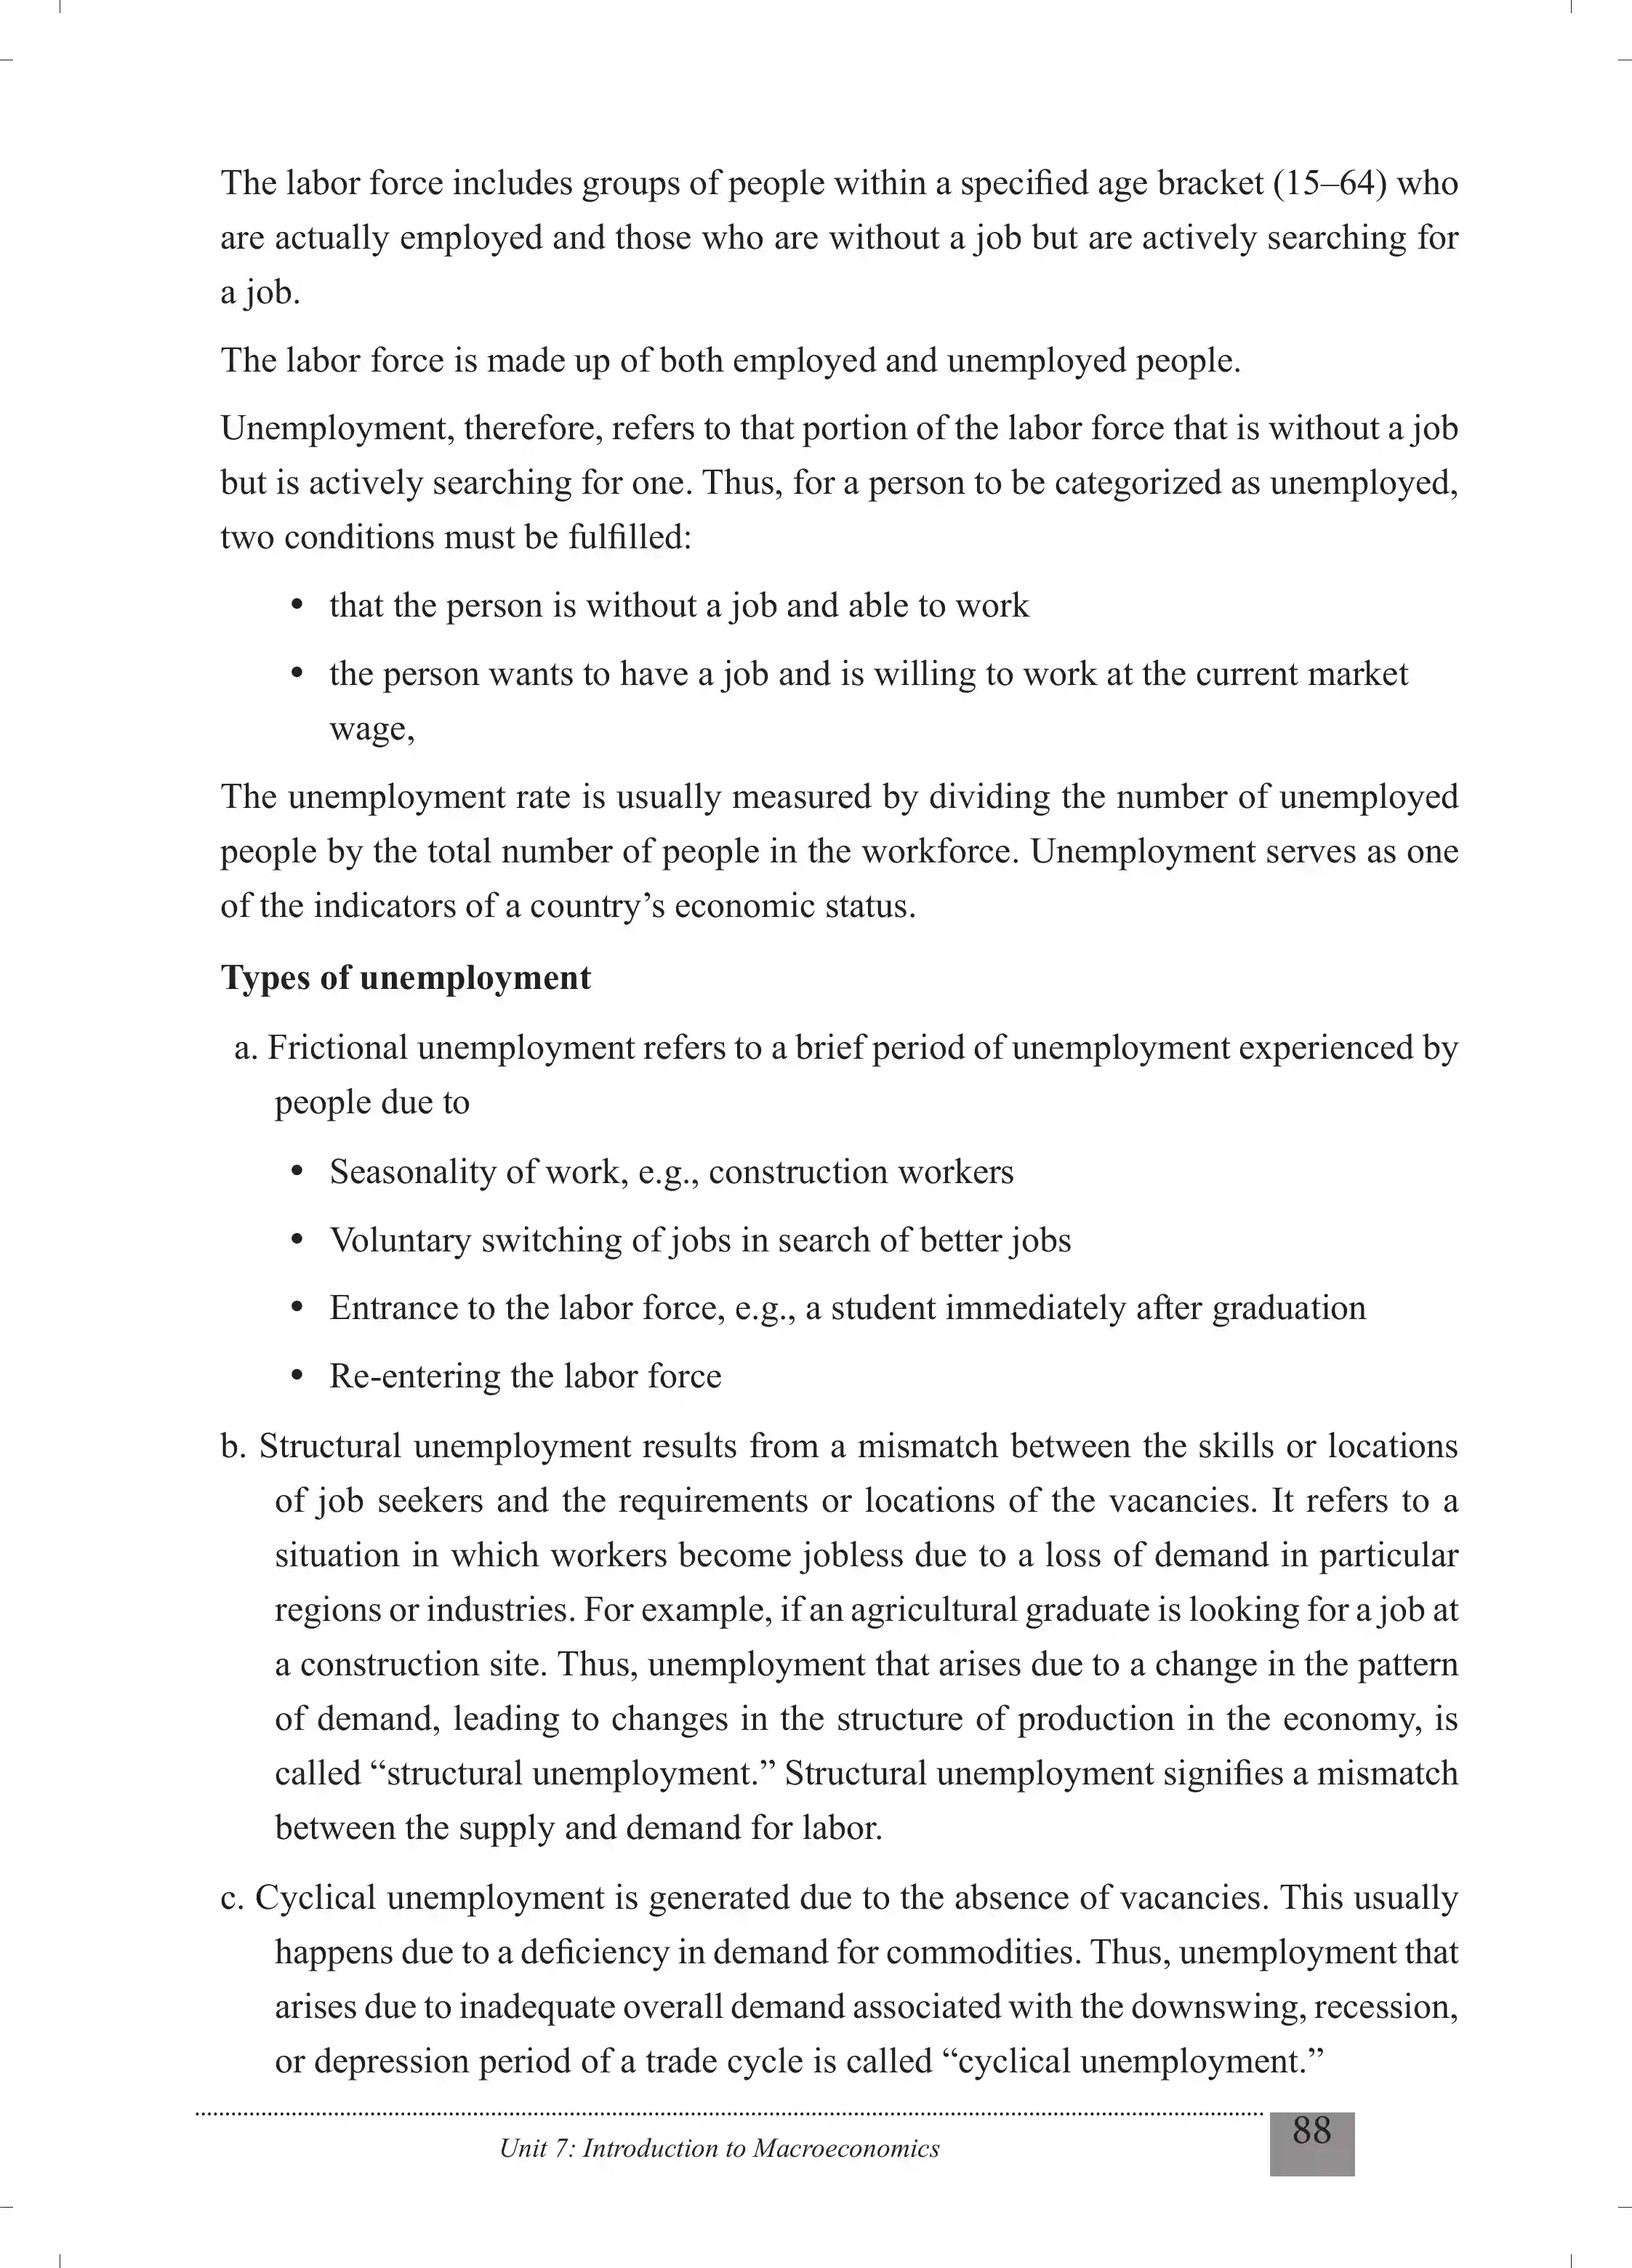 The labor force includes groups of people within a specified age bracket (15–64) who
are actually employed and those who are without a job but are actively searching for
a job.
The labor force is made up of both employed and unemployed people.
Unemployment, therefore, refers to that portion of the labor force that is without a job
but is actively searching for one. Thus, for a person to be categorized as unemployed,
two conditions must be fulfilled:
• that the person is without a job and able to work
• the person wants to have a job and is willing to work at the current market
wage,
The unemployment rate is usually measured by dividing the number of unemployed
people by the total number of people in the workforce. Unemployment serves as one
of the indicators of a country’s economic status.
Types of unemployment
a. Frictional unemployment refers to a brief period of unemployment experienced by
people due to
• Seasonality of work, e.g., construction workers
• Voluntary switching of jobs in search of better jobs
• Entrance to the labor force, e.g., a student immediately after graduation
• Re-entering the labor force
b. Structural unemployment results from a mismatch between the skills or locations
of job seekers and the requirements or locations of the vacancies. It refers to a
situation in which workers become jobless due to a loss of demand in particular
regions or industries. For example, if an agricultural graduate is looking for a job at
a construction site. Thus, unemployment that arises due to a change in the pattern
of demand, leading to changes in the structure of production in the economy, is
called “structural unemployment.” Structural unemployment signifies a mismatch
between the supply and demand for labor.
c. Cyclical unemployment is generated due to the absence of vacancies. This usually
happens due to a deficiency in demand for commodities. Thus, unemployment that
arises due to inadequate overall demand associated with the downswing, recession,
or depression period of a trade cycle is called “cyclical unemployment.”
Unit 7: Introduction to Macroeconomics
88